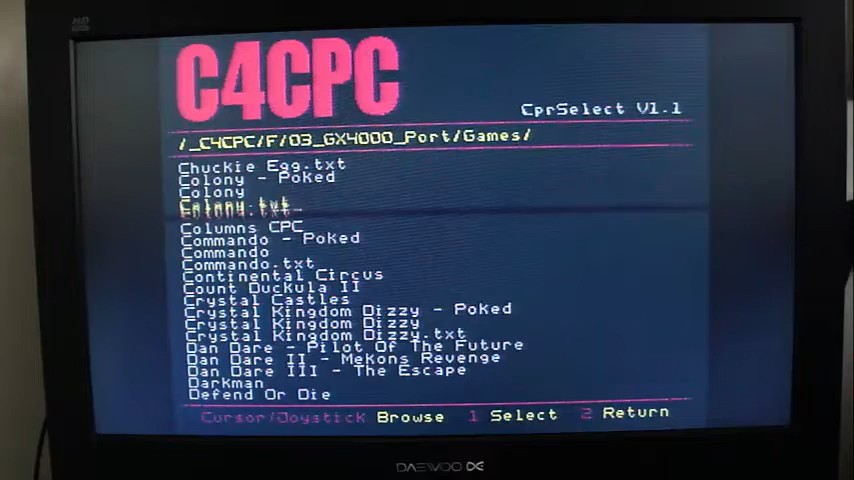 HD
C4CPC
CprSelect V1.1
/_C4CPC/F/03_GX4000_Port/Games/
Chuckie Egg.txt
Colony - Poked
Colony
Colony.txt
Columns CPC
Commando - Poked
Commando
Commando.txt
Continental Circus
Count Duckula II
Crystal Castles
Crystal Kingdom Dizzy - Poked
Crystal Kingdom Dizzy
Crystal Kingdom Dizzy.txt
Dan Dare - Pilot Of The Future
Dan Dare II - Mekons Revenge
Dan Dare III - The Escape
Darkman
Defend Or Die
Cursor/Joystick Browse 1 Select 2 Return
DAEWOO